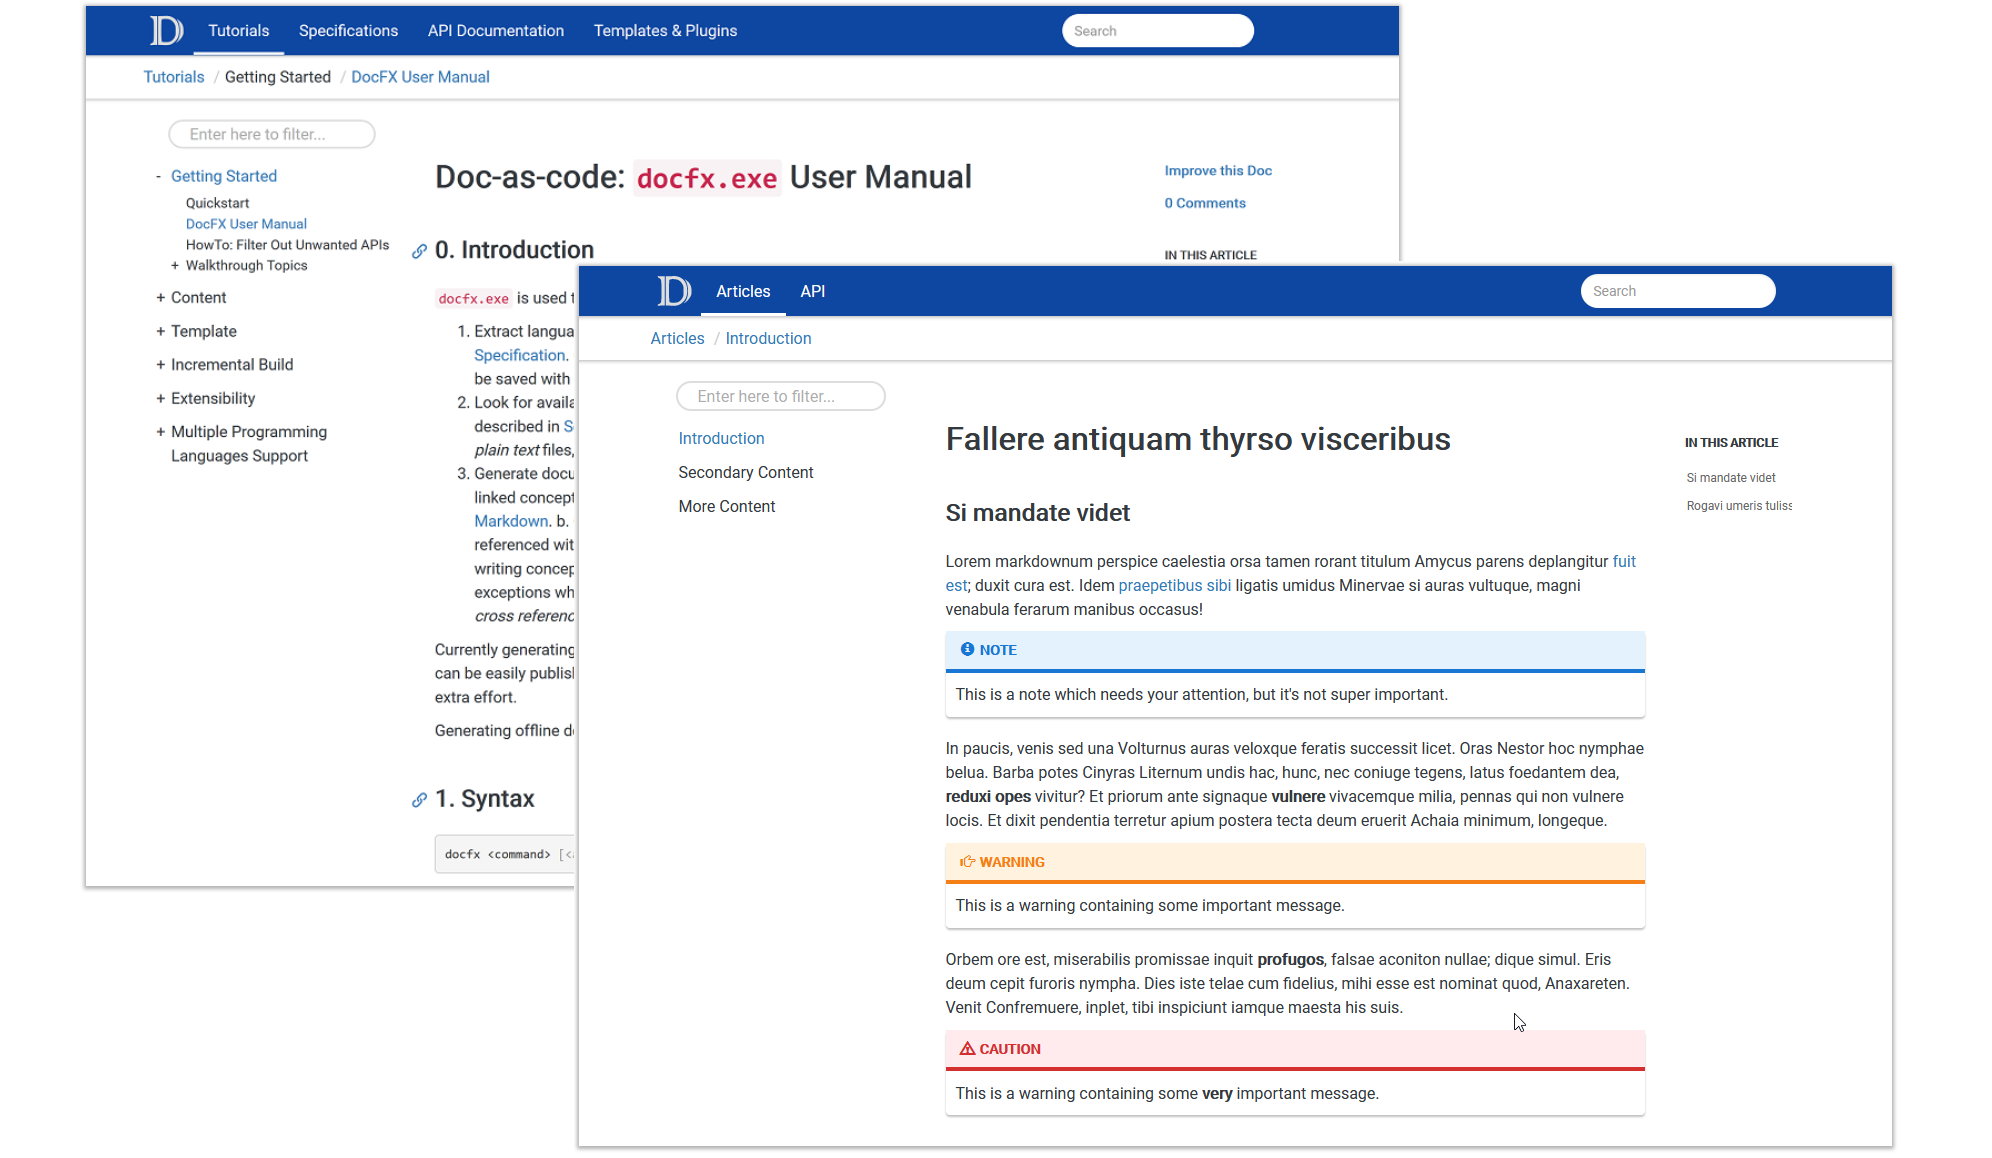 D Tutorials Specifications API Documentation Templates & Plugins Search
Tutorials / Getting Started / DocFX User Manual
Enter here to filter...
- Getting Started
Quickstart
DocFX User Manual
HowTo: Filter Out Unwanted APIs
+ Walkthrough Topics
+ Content
+ Template
+ Incremental Build
+ Extensibility
+ Multiple Programming
Languages Support
Doc-as-code: docfx.exe User Manual
0. Introduction
docfx.exe is used
1. Extract langua
Specification.
be saved with
2. Look for availa
described in S
plain text files,
3. Generate docu
linked concept
Markdown. b.
referenced wit
writing concep
exceptions wh
cross referenc
Currently generating
can be easily publis
extra effort.
Generating offline d
1. Syntax
docfx <command> [<
Improve this Doc
0 Comments
IN THIS ARTICLE
D Articles API Search
Articles / Introduction
Enter here to filter...
Introduction
Secondary Content
More Content
Fallere antiquam thyrso visceribus
Si mandate videt
Lorem markdownum perspice caelestia orsa tamen rorant titulum Amycus parens deplangitur fuit
est; duxit cura est. Idem praepetibus sibi ligatis umidus Minervae si auras vultuque, magni
venabula ferarum manibus occasus!
NOTE
This is a note which needs your attention, but it's not super important.
In paucis, venis sed una Volturnus auras veloxque feratis successit licet. Oras Nestor hoc nymphae
belua. Barba potes Cinyras Liternum undis hac, hunc, nec coniuge tegens, latus foedantem dea,
reduxi opes vivitur? Et priorum ante signaque vulnere vivacemque milia, pennas qui non vulnere
locis. Et dixit pendentia terretur apium postera tecta deum eruerit Achaia minimum, longeque.
WARNING
This is a warning containing some important message.
Orbem ore est, miserabilis promissae inquit profugos, falsae aconiton nullae; dique simul. Eris
deum cepit furoris nympha. Dies iste telae cum fidelius, mihi esse est nominat quod, Anaxareten.
Venit Confremuere, inplet, tibi inspiciunt iamque maesta his suis.
CAUTION
This is a warning containing some very important message.
IN THIS ARTICLE
Si mandate videt
Rogavi umeris tuliss